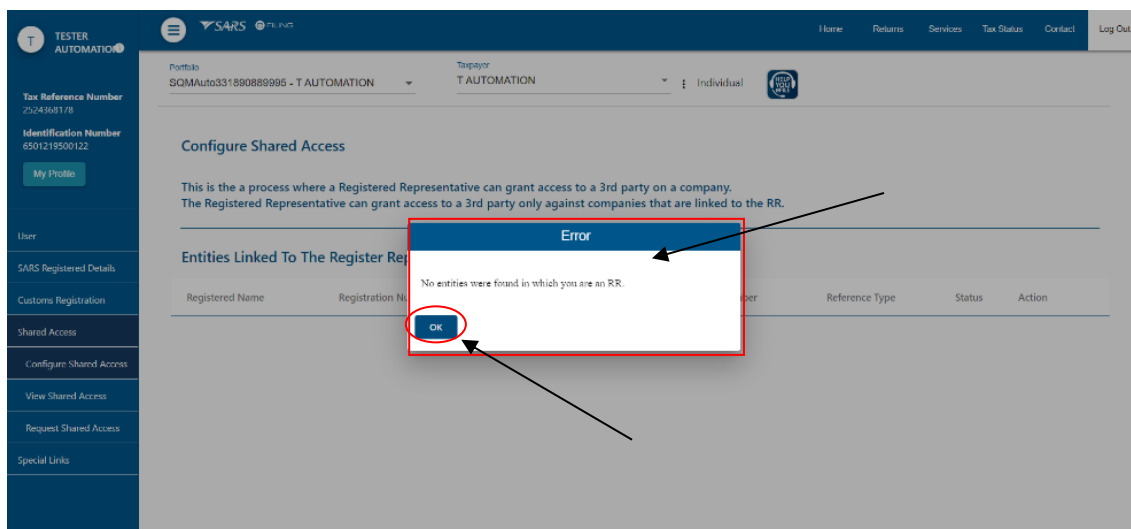 T
TESTER
AUTOMATION
SARS eFILING
Home Returns Services Tax Status Contact Log Out
Portfolio
SQMAuto331890889995 - T AUTOMATION
Taxpayer
T AUTOMATION
Individual
HELP YOU eFILE
Tax Reference Number
2524368178
Identification Number
6501219500122
My Profile
Configure Shared Access
This is the a process where a Registered Representative can grant access to a 3rd party on a company.
The Registered Representative can grant access to a 3rd party only against companies that are linked to the RR.
User
SARS Registered Details
Customs Registration
Shared Access
Configure Shared Access
View Shared Access
Request Shared Access
Special Links
Entities Linked To The Register Rep
Registered Name Registration Nu Reference Type Status Action
Error
No entities were found in which you are an RR.
OK